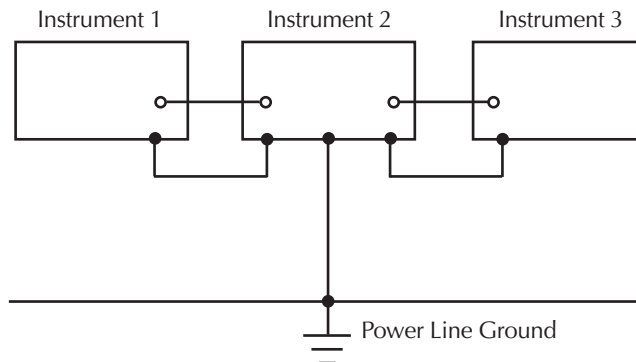 Instrument 1
Instrument 2
Instrument 3
Power Line Ground